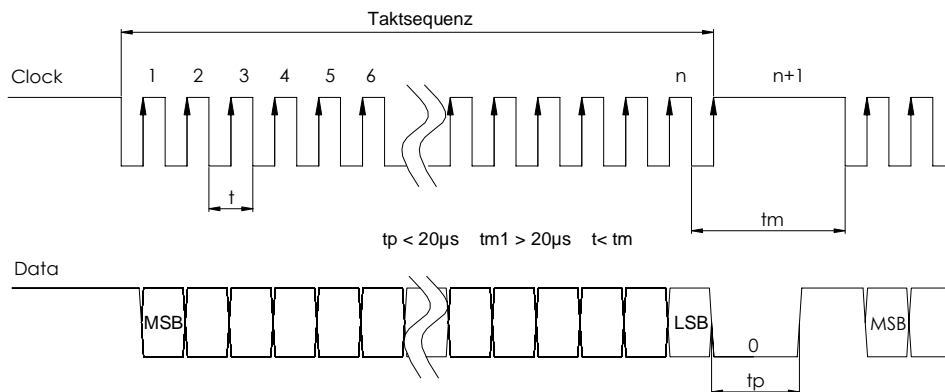 Taktsequenz
Clock
1 2 3 4 5 6 n n+1
t
tm
tp < 20µs tm1 > 20µs t< tm
Data
MSB LSB MSB
0
tp